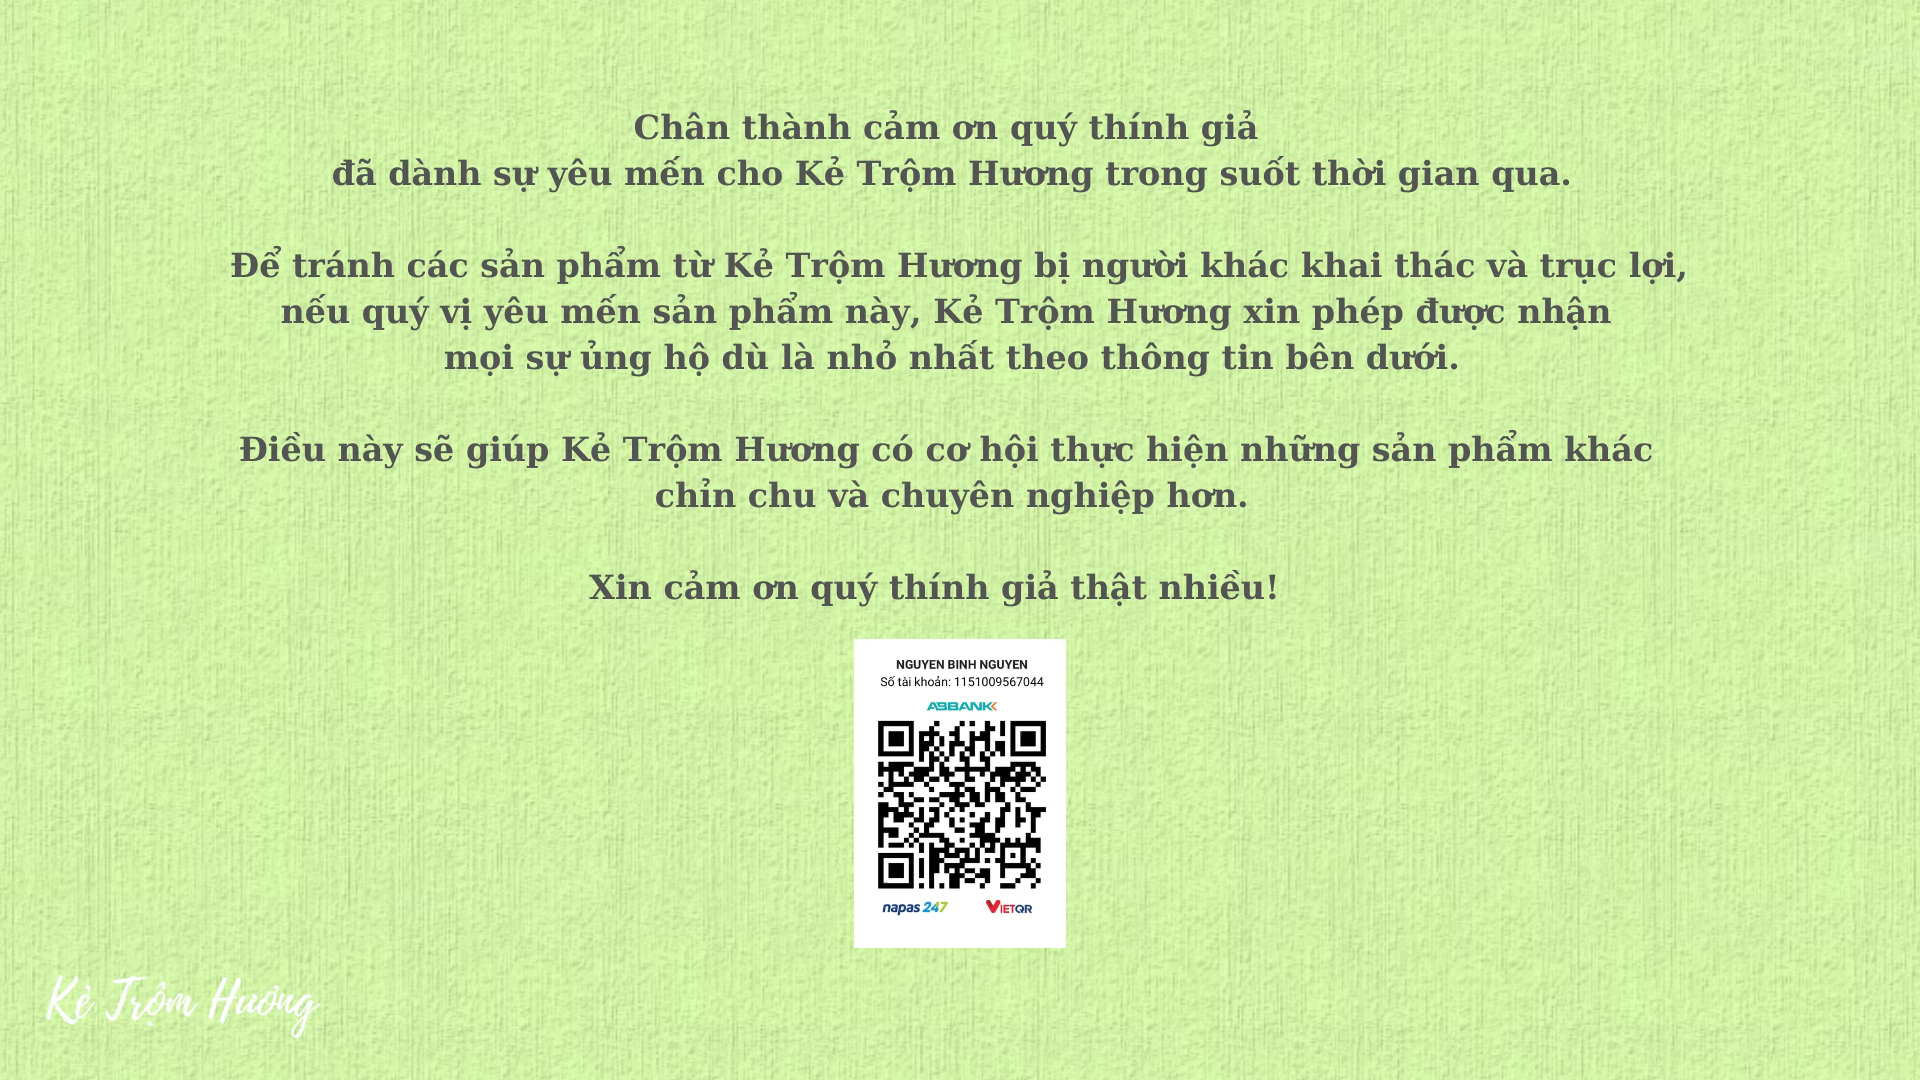 Chân thành cảm ơn quý thính giả
đã dành sự yêu mến cho Kẻ Trộm Hương trong suốt thời gian qua.
Để tránh các sản phẩm từ Kẻ Trộm Hương bị người khác khai thác và trục lợi,
nếu quý vị yêu mến sản phẩm này, Kẻ Trộm Hương xin phép được nhận
mọi sự ủng hộ dù là nhỏ nhất theo thông tin bên dưới.
Điều này sẽ giúp Kẻ Trộm Hương có cơ hội thực hiện những sản phẩm khác
chỉn chu và chuyên nghiệp hơn.
Xin cảm ơn quý thính giả thật nhiều!
NGUYEN BINH NGUYEN
Số tài khoản: 1151009567044
ABBANK
napas 247 VIETQR
Kẻ Trộm Hương